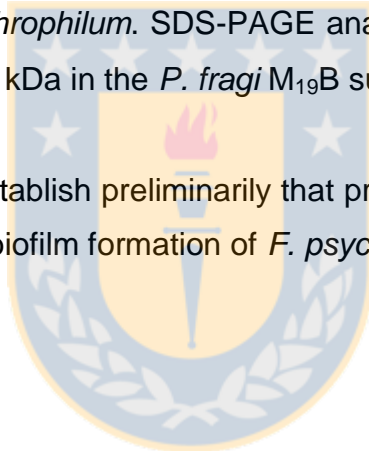 hrophilum. SDS-PAGE ana
kDa in the P. fragi M₁₉B su
tablish preliminarily that pr
biofilm formation of F. psyc